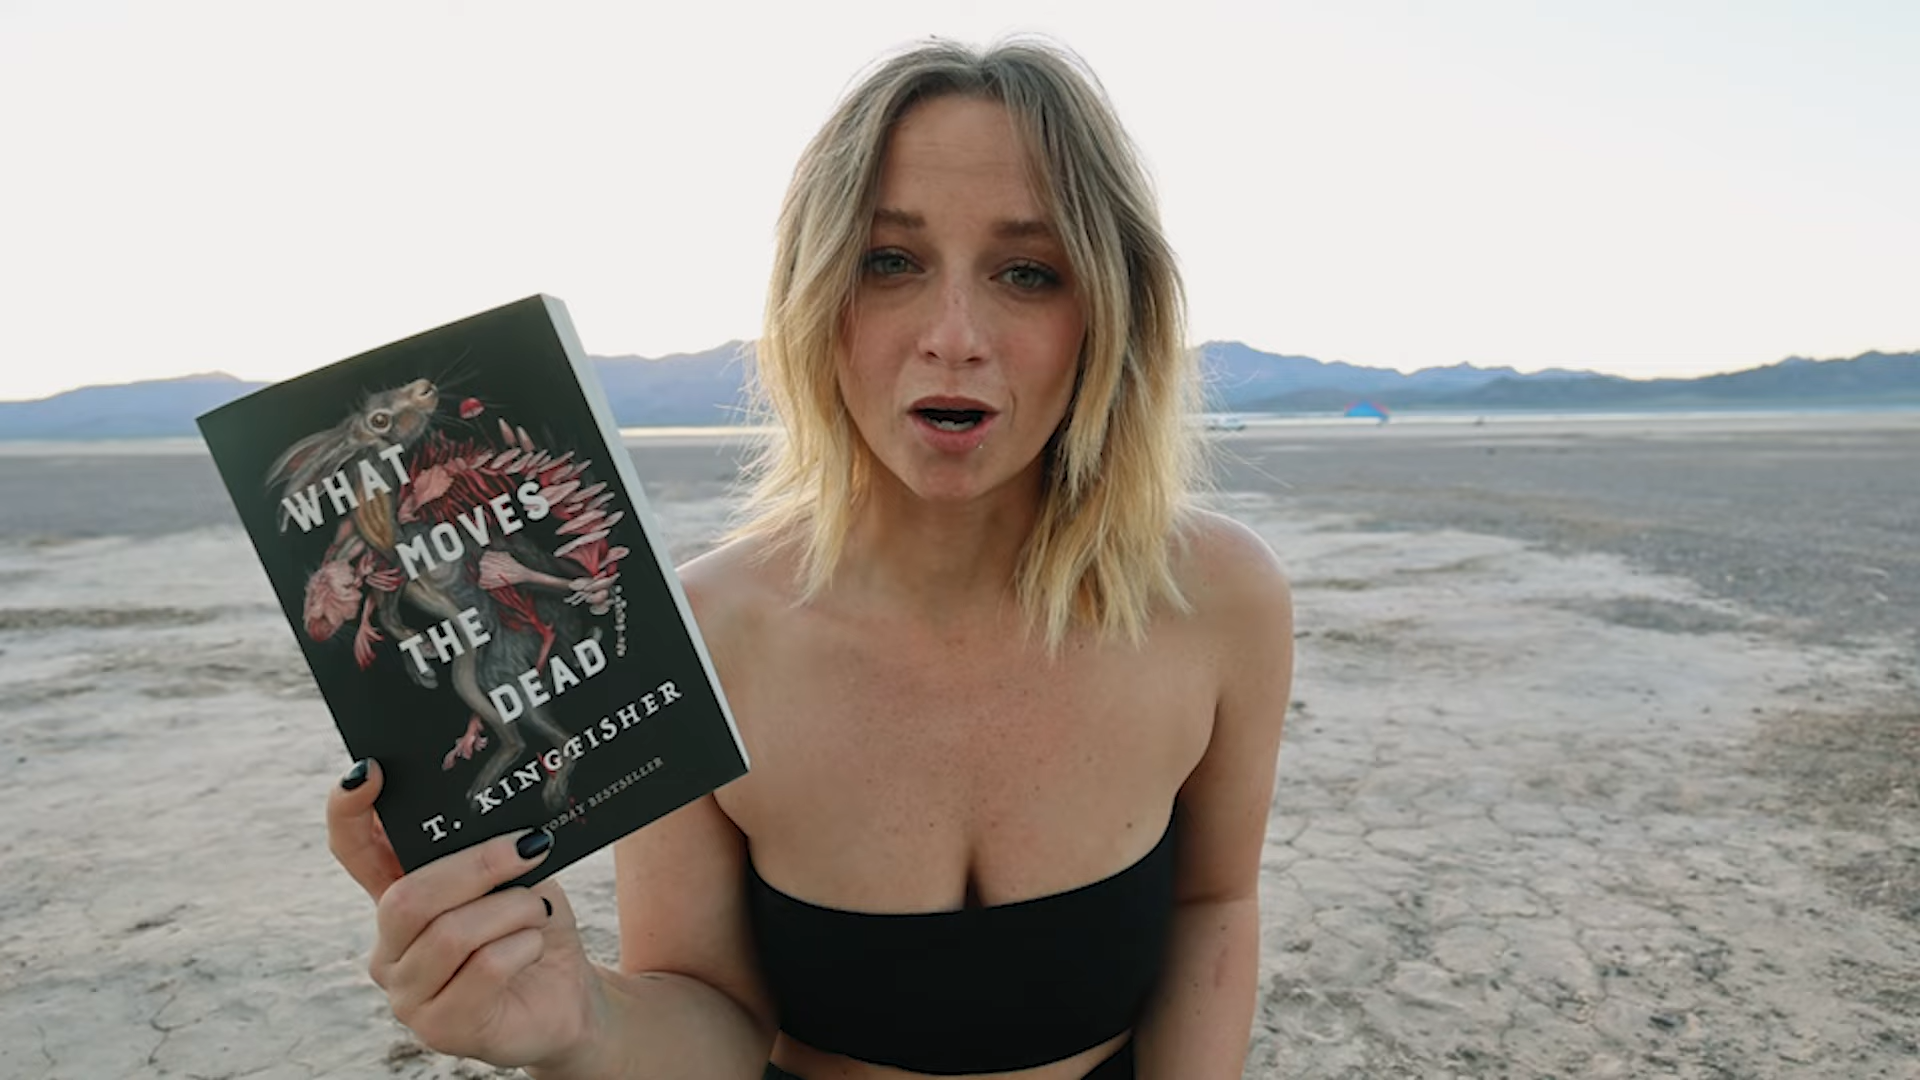 WHAT
MOVES
THE
DEAD
T. KINGFISHER
TODAY BESTSELLER